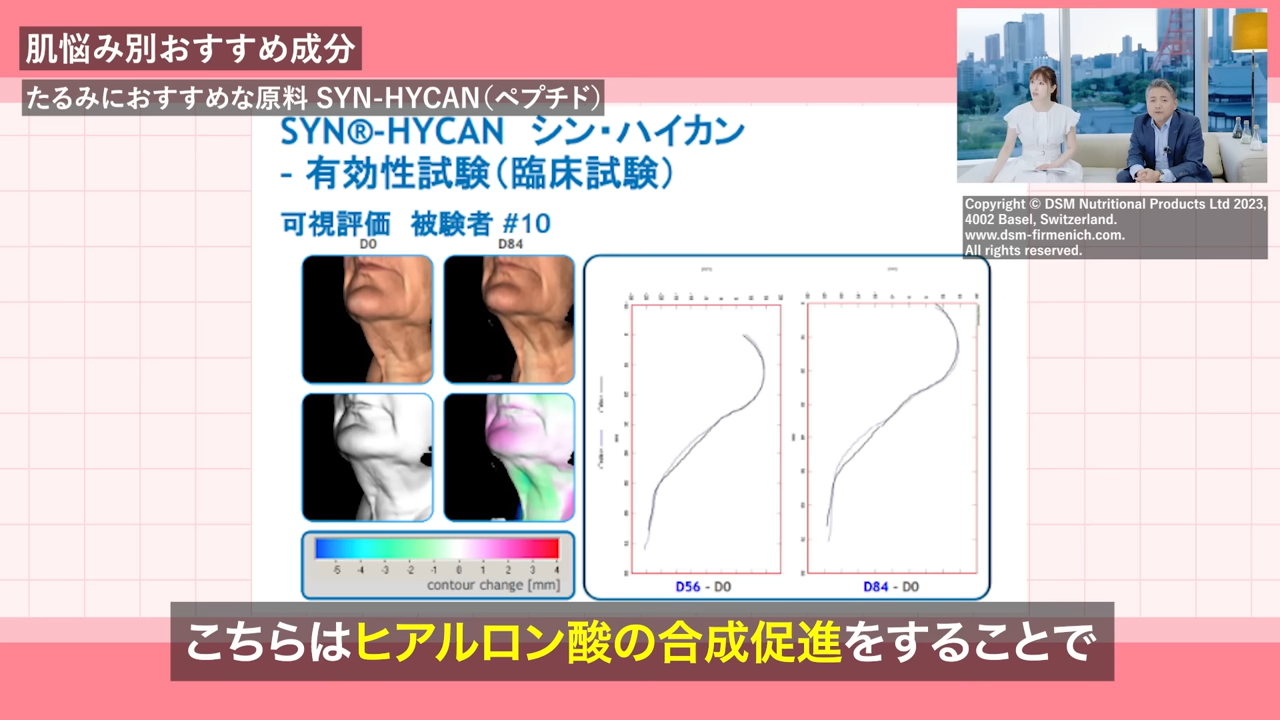 肌悩み別おすすめ成分
たるみにおすすめな原料 SYN-HYCAN（ペプチド）
SYN®-HYCAN シン・ハイカン
- 有効性試験（臨床試験）
可視評価 被験者 #10
D0 D84
-5 -4 -3 -2 -1 0 1 2 3 4
contour change [mm]
D56 - D0
D84 - D0
Copyright © DSM Nutritional Products Ltd 2023,
4002 Basel, Switzerland.
www.dsm-firmenich.com.
All rights reserved.
こちらはヒアルロン酸の合成促進をすることで